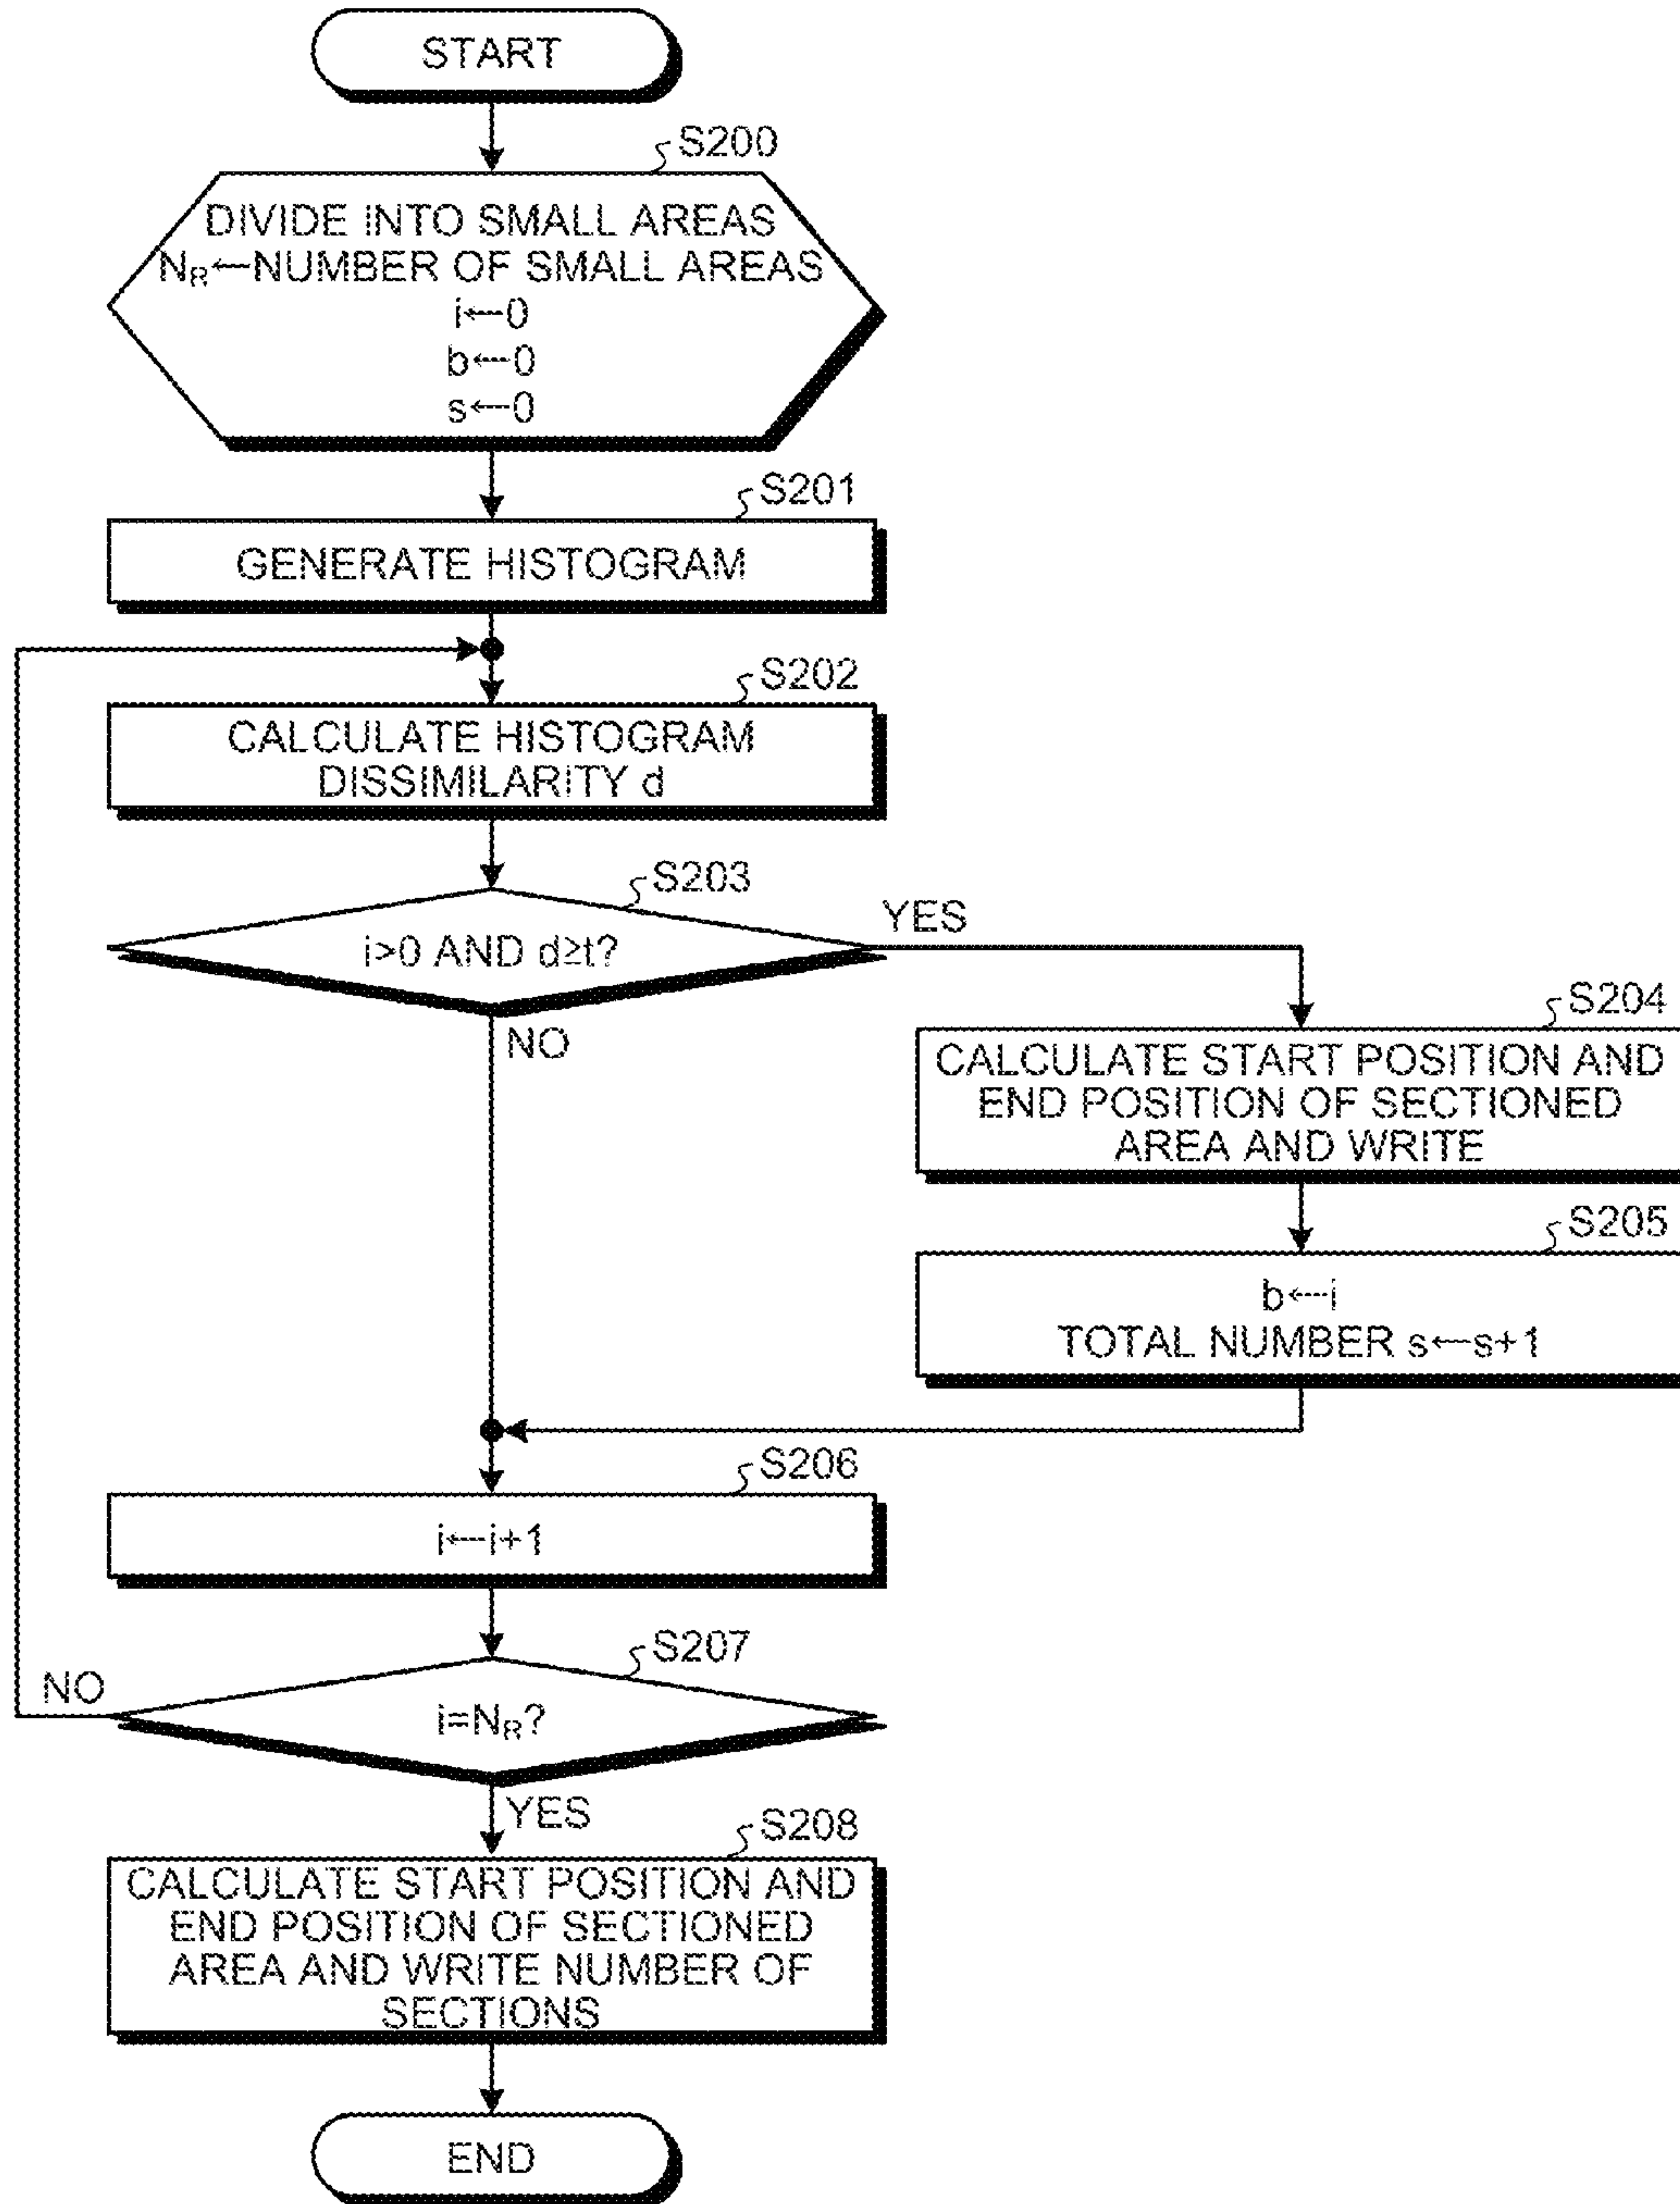 START
S200
DIVIDE INTO SMALL AREAS
N_R←NUMBER OF SMALL AREAS
i←0
b←0
s←0
S201
GENERATE HISTOGRAM
S202
CALCULATE HISTOGRAM
DISSIMILARITY d
S203
i>0 AND d≥t?
YES
NO
S204
CALCULATE START POSITION AND
END POSITION OF SECTIONED
AREA AND WRITE
S205
b←i
TOTAL NUMBER s←s+1
S206
i←i+1
S207
i=N_R?
NO
YES
S208
CALCULATE START POSITION AND
END POSITION OF SECTIONED
AREA AND WRITE NUMBER OF
SECTIONS
END